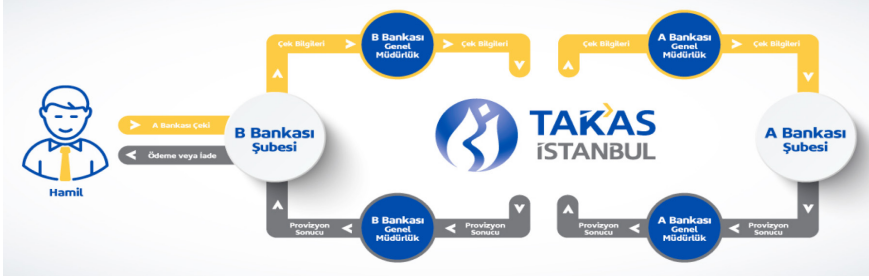 Çek Bilgileri
B Bankası
Genel
Müdürlük
Çek Bilgileri
Çek Bilgileri
A Bankası
Genel
Müdürlük
Çek Bilgileri
A Bankası Çeki
Ödeme veya İade
Hamil
B Bankası
Şubesi
TAKAS
İSTANBUL
A Bankası
Şubesi
Provizyon
Sonucu
B Bankası
Genel
Müdürlük
Provizyon
Sonucu
Provizyon
Sonucu
A Bankası
Genel
Müdürlük
Provizyon
Sonucu